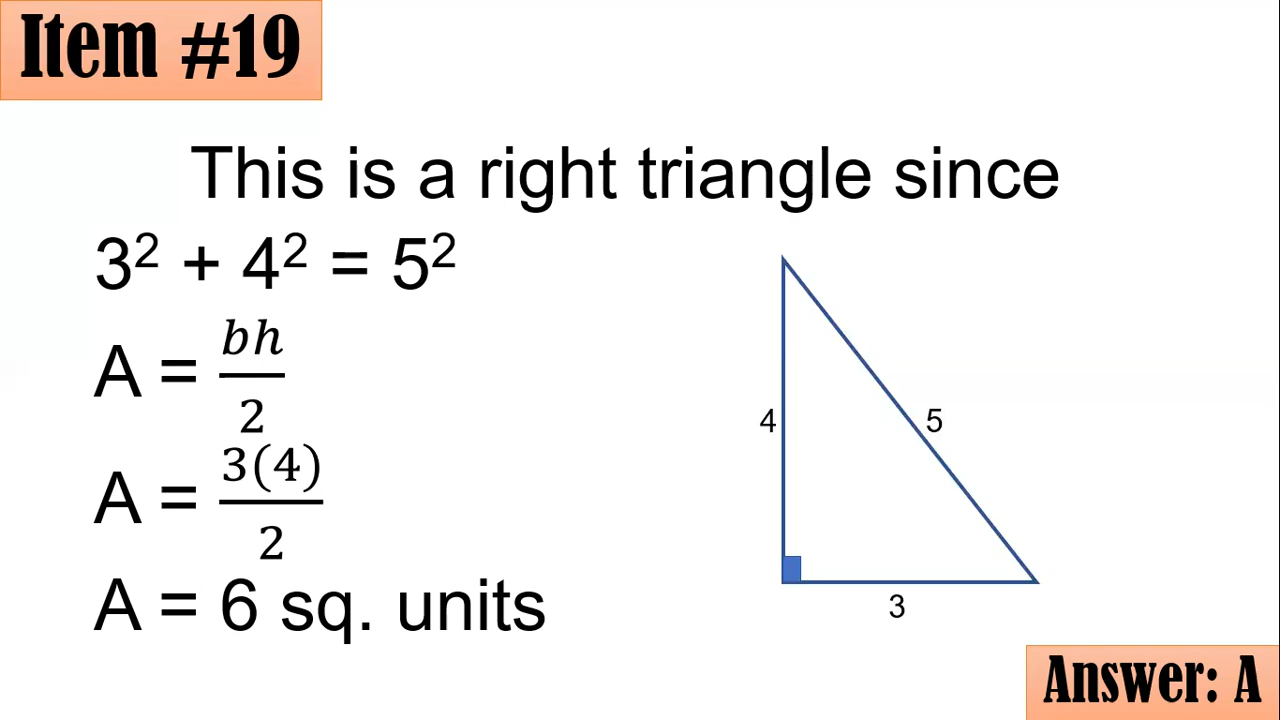 Item #19
This is a right triangle since
3² + 4² = 5²
A = bh/2
A = 3(4)/2
A = 6 sq. units
4
5
3
Answer: A